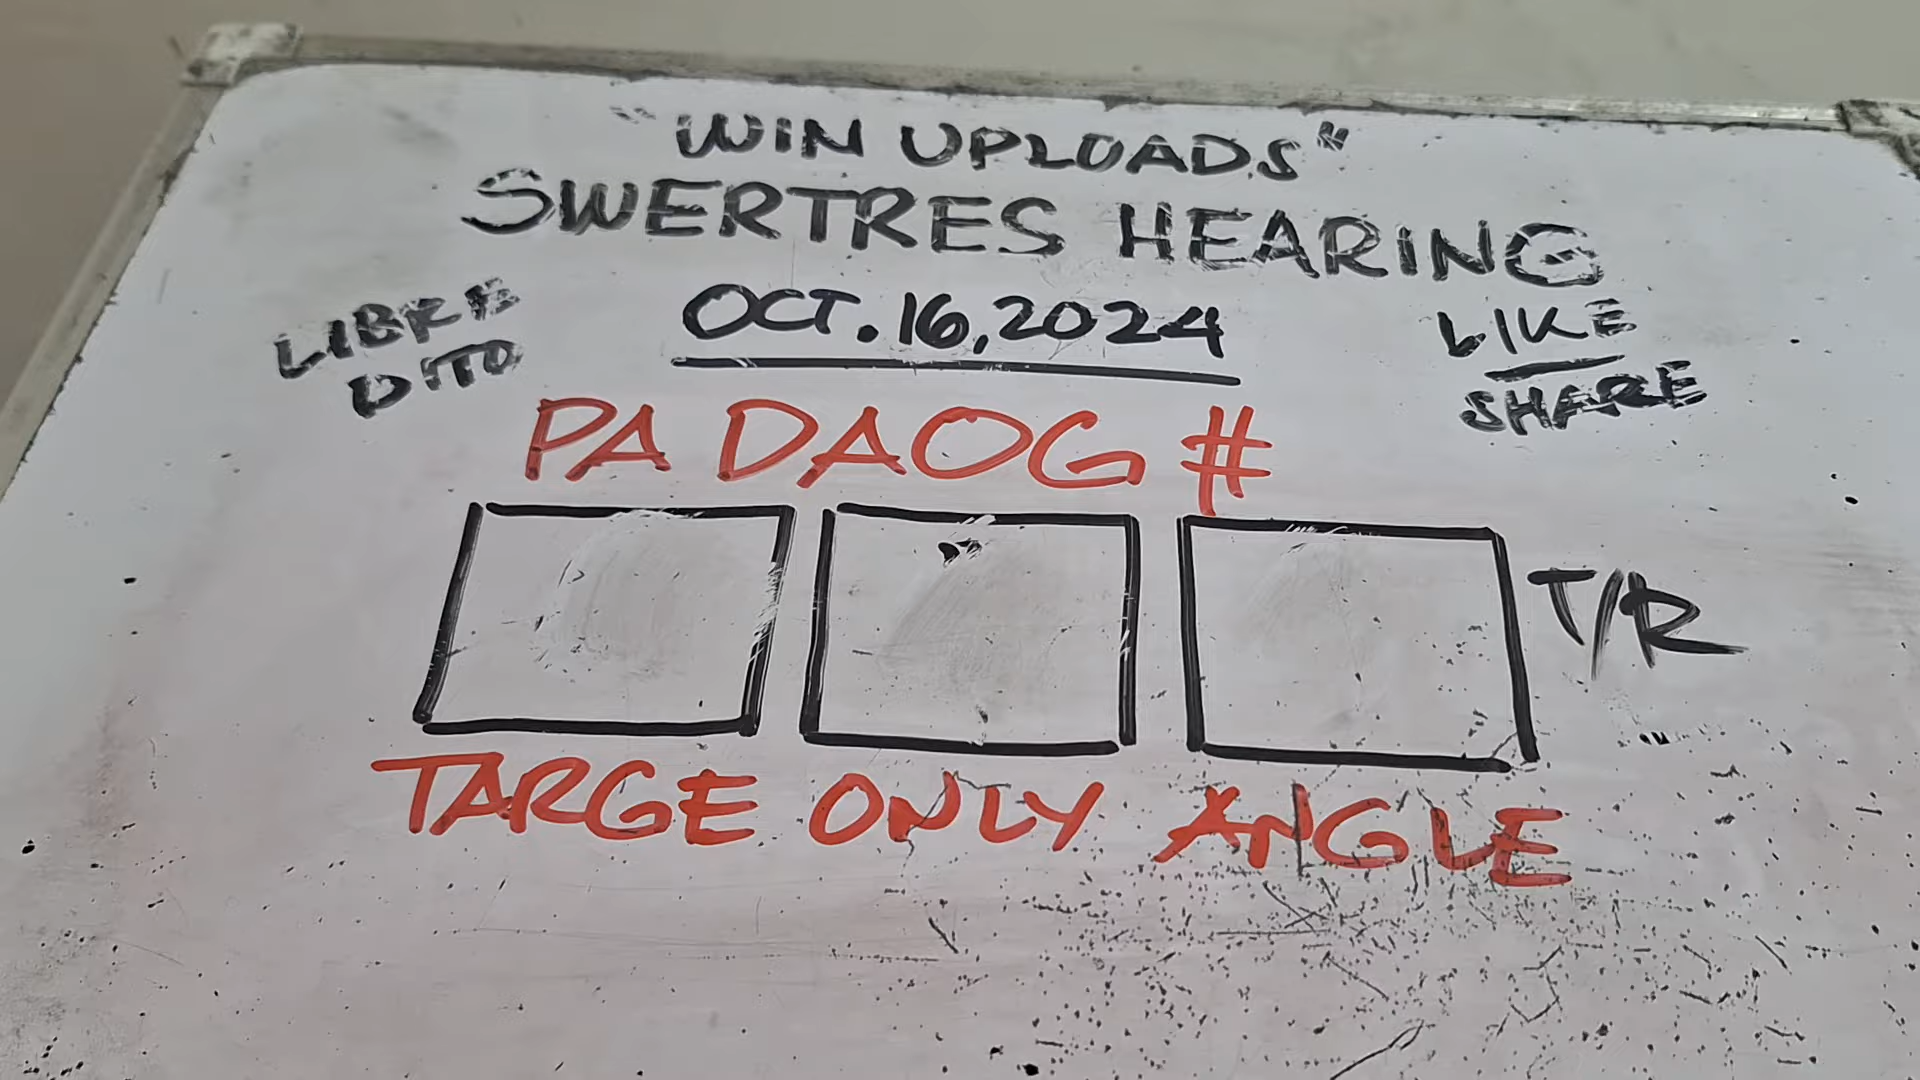 "WIN UPLOADS"
SWERTRES HEARING
OCT. 16, 2024
LIBRE
DITO
LIKE
SHARE
PA DAOG #
T/R
TARGE ONLY ANGLE